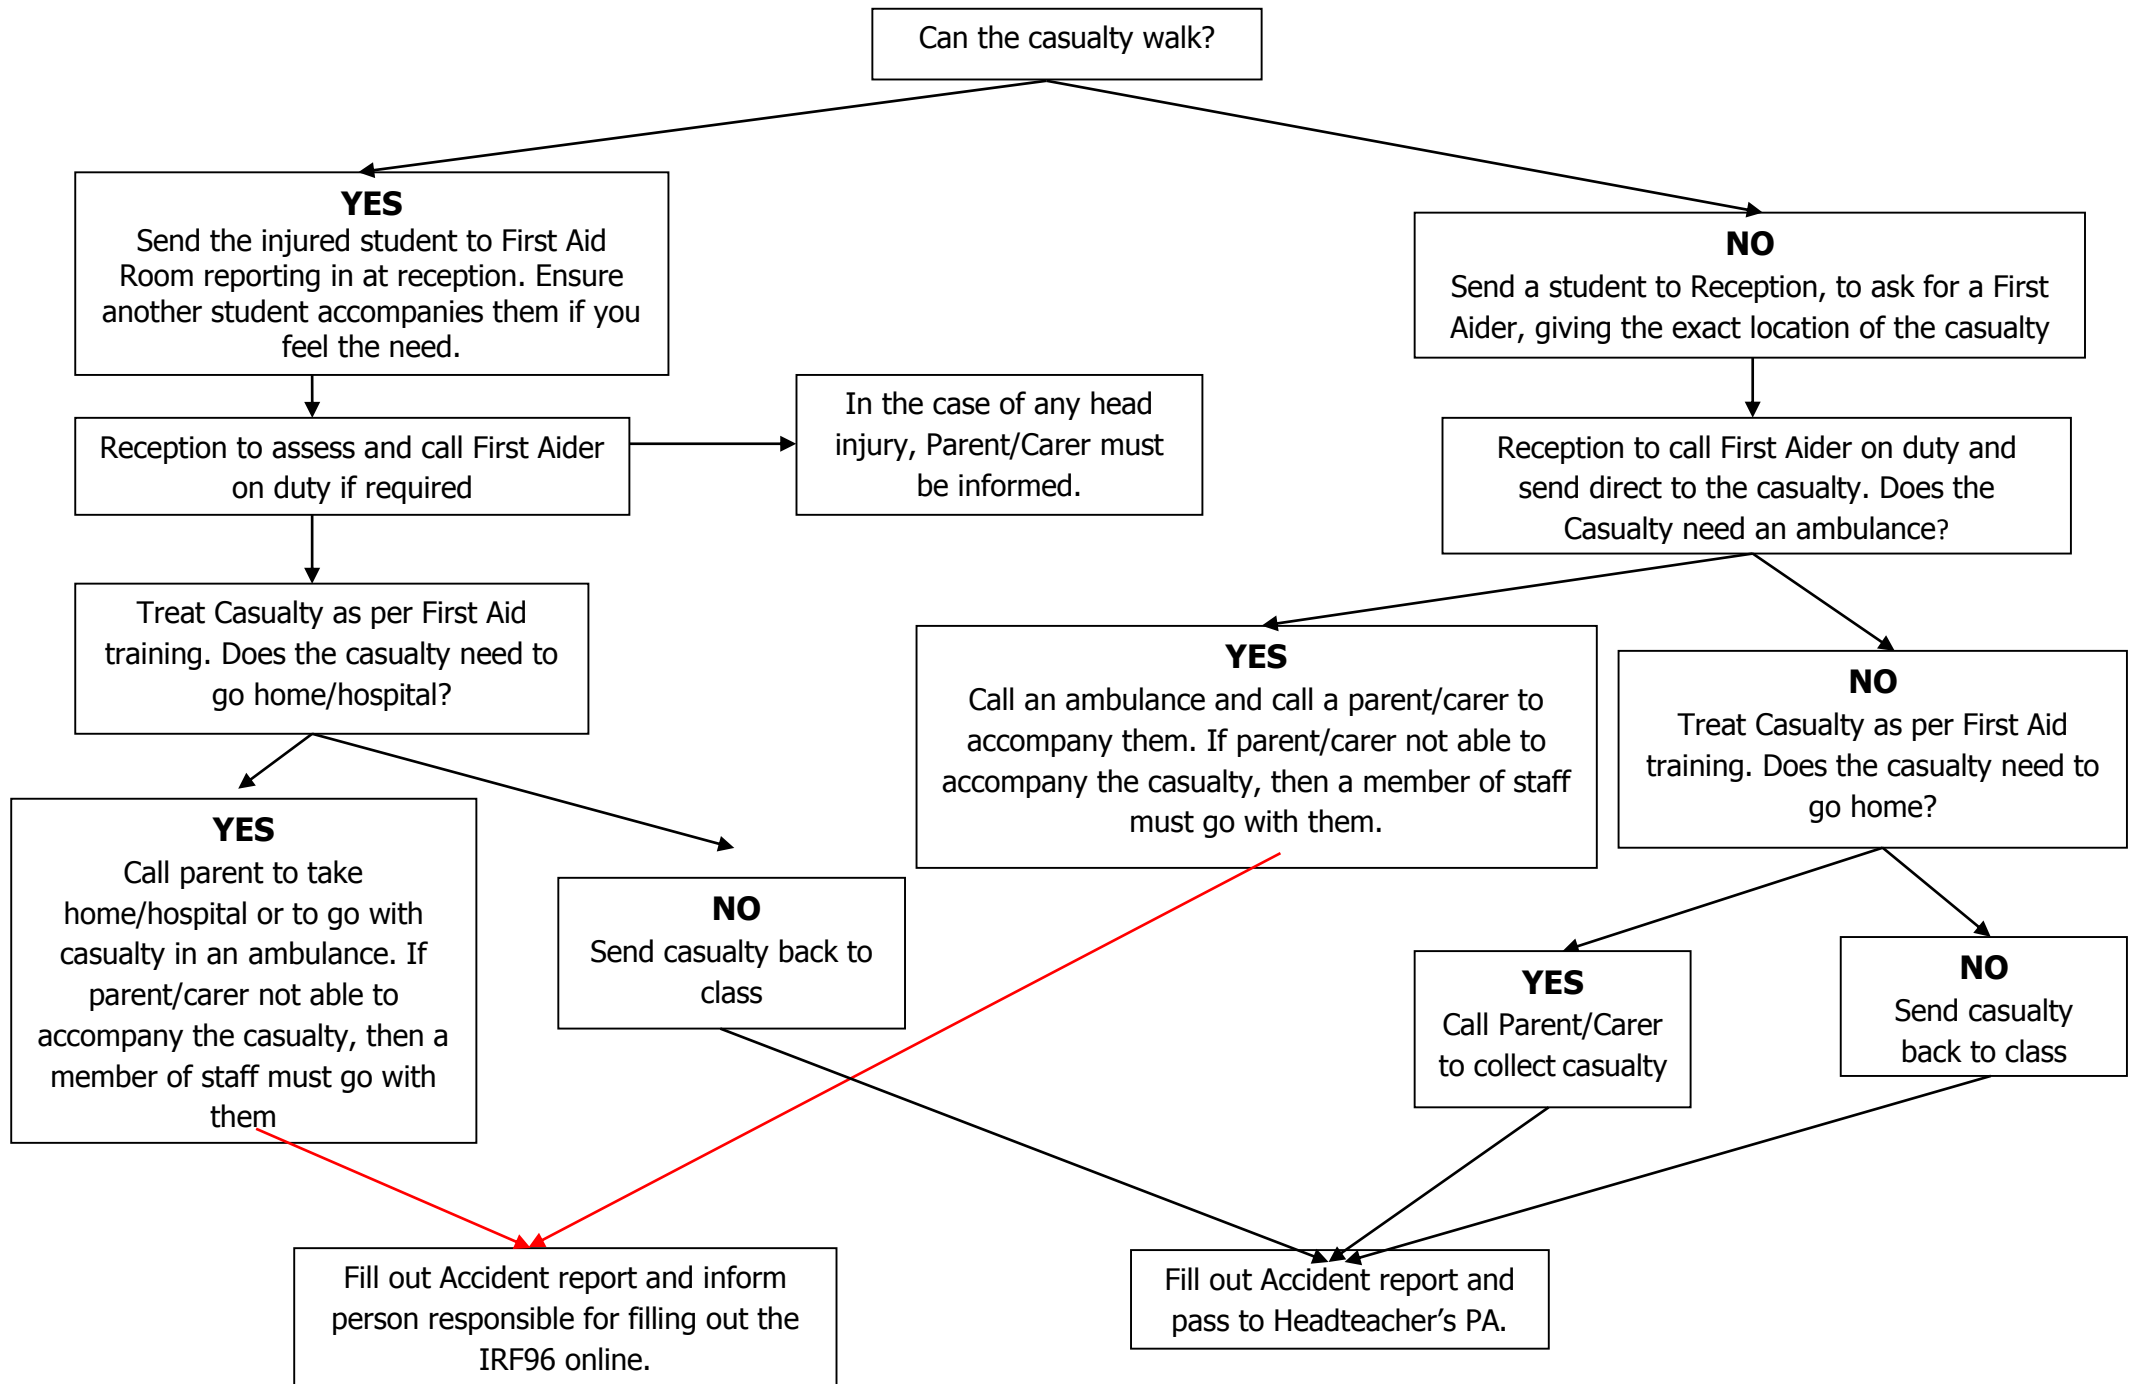 Can the casualty walk?
YES
Send the injured student to First Aid
Room reporting in at reception. Ensure
another student accompanies them if you
feel the need.
NO
Send a student to Reception, to ask for a First
Aider, giving the exact location of the casualty
Reception to assess and call First Aider
on duty if required
In the case of any head
injury, Parent/Carer must
be informed.
Reception to call First Aider on duty and
send direct to the casualty. Does the
Casualty need an ambulance?
Treat Casualty as per First Aid
training. Does the casualty need to
go home/hospital?
YES
Call an ambulance and call a parent/carer to
accompany them. If parent/carer not able to
accompany the casualty, then a member of staff
must go with them.
NO
Treat Casualty as per First Aid
training. Does the casualty need to
go home?
YES
Call parent to take
home/hospital or to go with
casualty in an ambulance. If
parent/carer not able to
accompany the casualty, then a
member of staff must go with
them
NO
Send casualty back to
class
YES
Call Parent/Carer
to collect casualty
NO
Send casualty
back to class
Fill out Accident report and inform
person responsible for filling out the
IRF96 online.
Fill out Accident report and
pass to Headteacher’s PA.